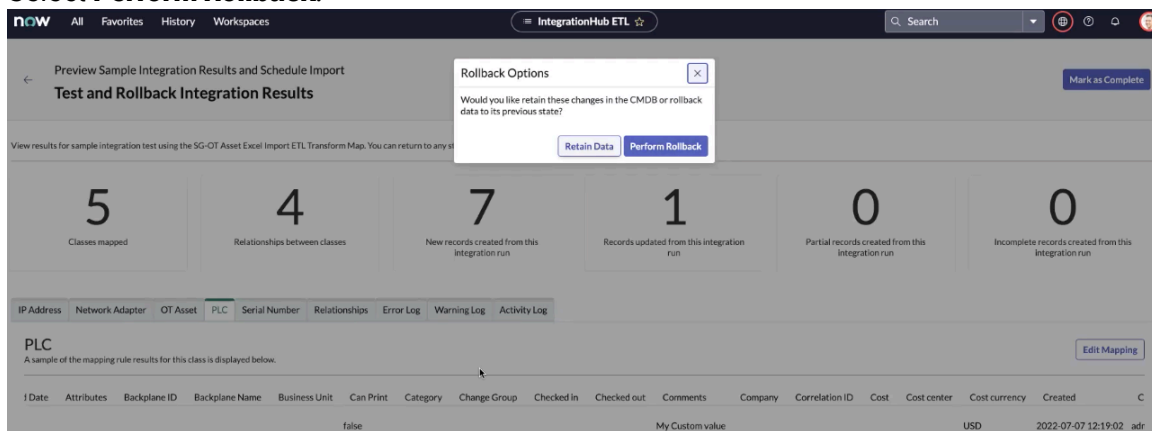 Select Perform Rollback.
now All Favorites History Workspaces IntegrationHub ETL Search
Preview Sample Integration Results and Schedule Import
Test and Rollback Integration Results
Mark as Complete
Rollback Options
Would you like retain these changes in the CMDB or rollback
data to its previous state?
Retain Data Perform Rollback
View results for sample integration test using the SG-OT Asset Excel Import ETL Transform Map. You can return to any
5 4 7 1 0 0
Classes mapped Relationships between classes New records created from this Records updated from this integration Partial records created from this Incomplete records created from this
integration run run integration run integration run
IP Address Network Adapter OT Asset PLC Serial Number Relationships Error Log Warning Log Activity Log
PLC
A sample of the mapping rule results for this class is displayed below.
Edit Mapping
Date Attributes Backplane ID Backplane Name Business Unit Can Print Category Change Group Checked in Checked out Comments Company Correlation ID Cost Cost center Cost currency Created C
false My Custom value USD 2022-07-07 12:19:02 adr